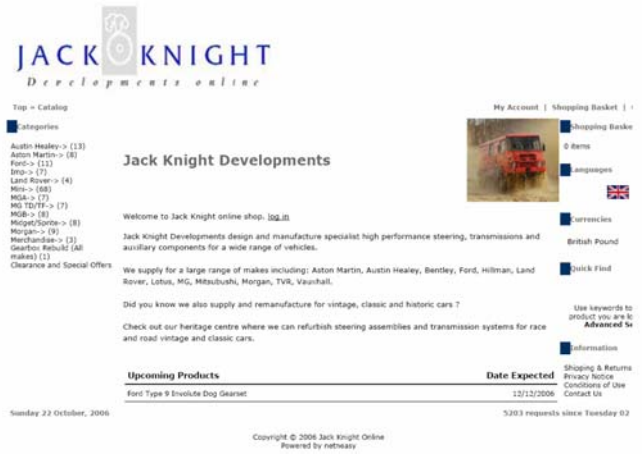 JACK KNIGHT
Developments online
Top » Catalog
My Account | Shopping Basket |
Categories
Austin Healey-> (13)
Aston Martin-> (8)
Ford-> (11)
Imp-> (7)
Land Rover-> (4)
Mini-> (68)
MGA-> (7)
MG TD/TF-> (7)
MGB-> (8)
Midget/Sprite-> (8)
Morgan-> (9)
Merchandise-> (3)
Gearbox Rebuild (All
makes) (1)
Clearance and Special Offers
Jack Knight Developments
Welcome to Jack Knight online shop. log in
Jack Knight Developments design and manufacture specialist high performance steering, transmissions and
auxillary components for a wide range of vehicles.
We supply for a large range of makes including: Aston Martin, Austin Healey, Bentley, Ford, Hillman, Land
Rover, Lotus, MG, Mitsubushi, Morgan, TVR, Vauxhall.
Did you know we also supply and remanufacture for vintage, classic and historic cars ?
Check out our heritage centre where we can refurbish steering assemblies and transmission systems for race
and road vintage and classic cars.
Upcoming Products Date Expected
Ford Type 9 Involute Dog Gearset 12/12/2006
Shopping Baske
0 items
Languages
Currencies
British Pound
Quick Find
Use keywords to
product you are lo
Advanced Se
Information
Shipping & Returns
Privacy Notice
Conditions of Use
Contact Us
Sunday 22 October, 2006
5203 requests since Tuesday 02
Copyright © 2006 Jack Knight Online
Powered by netneasy